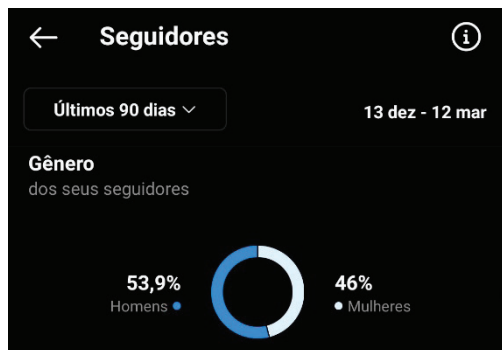 Seguidores
Últimos 90 dias
13 dez - 12 mar
Gênero
dos seus seguidores
53,9%
Homens
46%
Mulheres